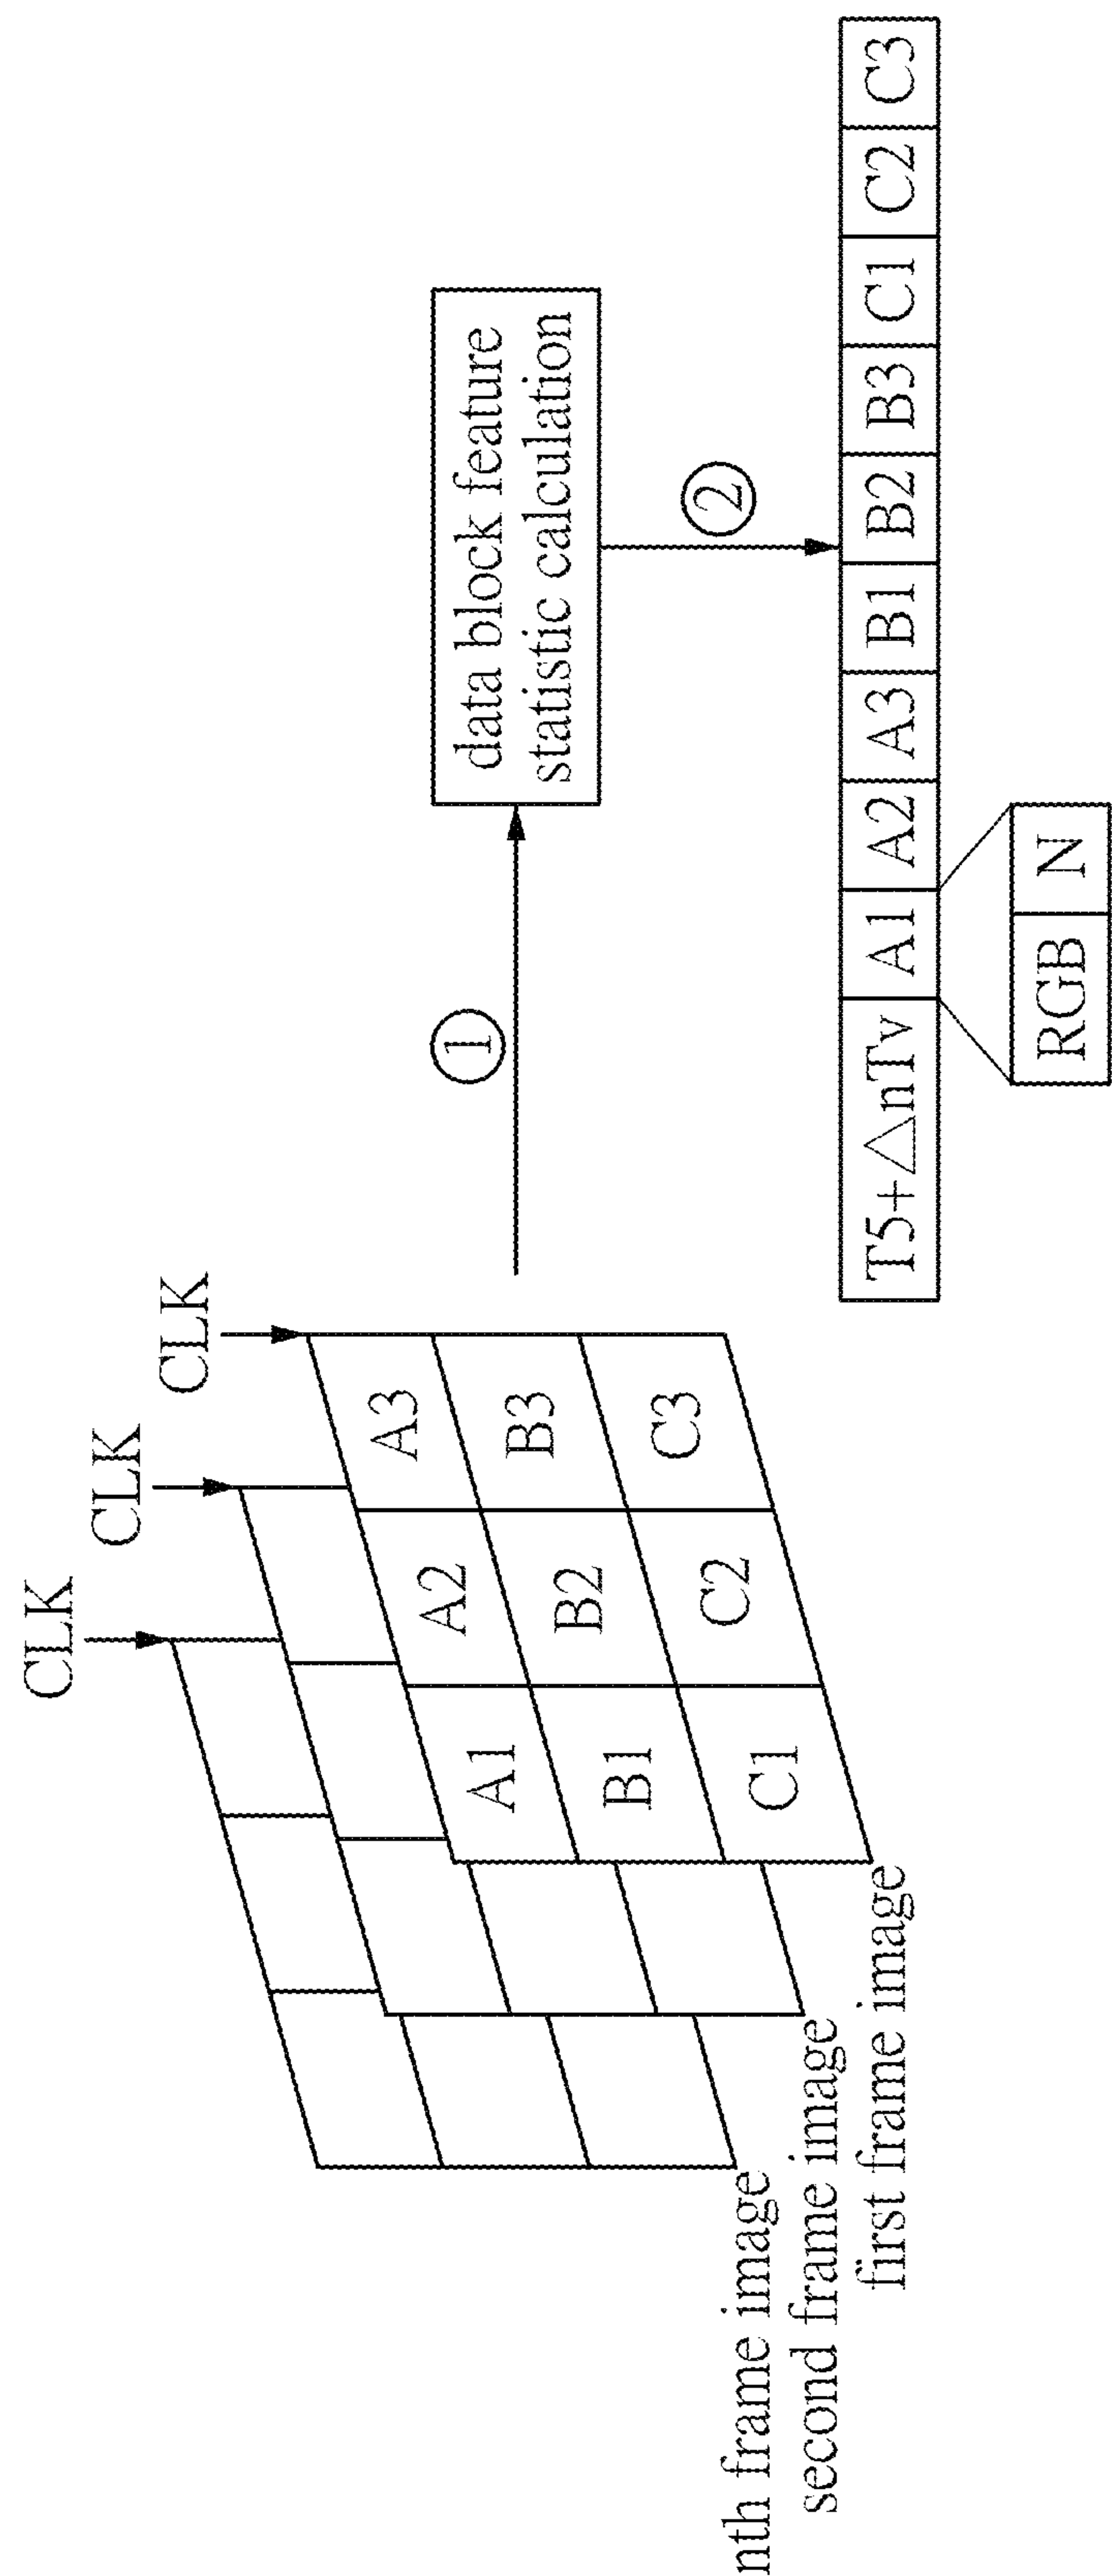 CLK
CLK
CLK
A1 A2 A3
B1 B2 B3
C1 C2 C3
nth frame image
second frame image
first frame image
①
data block feature
statistic calculation
②
T5+△nTv A1 A2 A3 B1 B2 B3 C1 C2 C3
RGB N